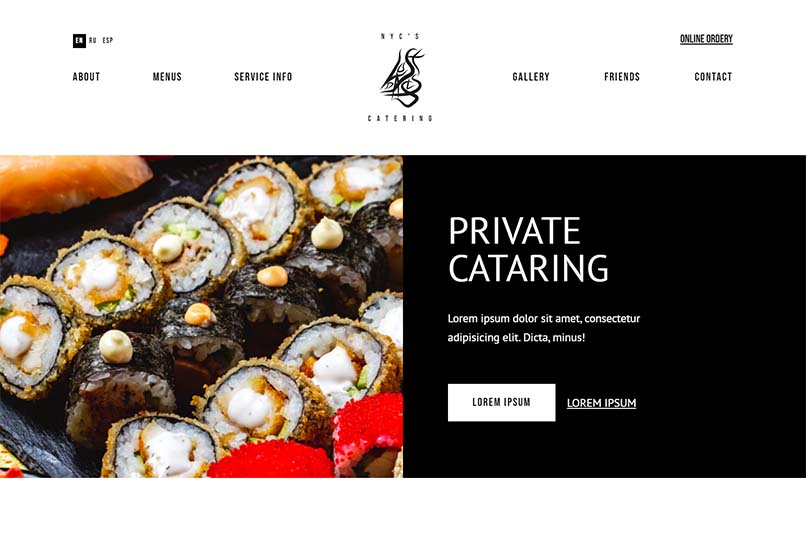 NYC'S
EN RU ESP
ONLINE ORDERY
ABOUT MENUS SERVICE INFO GALLERY FRIENDS CONTACT
CATERING
PRIVATE
CATARING
Lorem ipsum dolor sit amet, consectetur
adipisicing elit. Dicta, minus!
LOREM IPSUM LOREM IPSUM